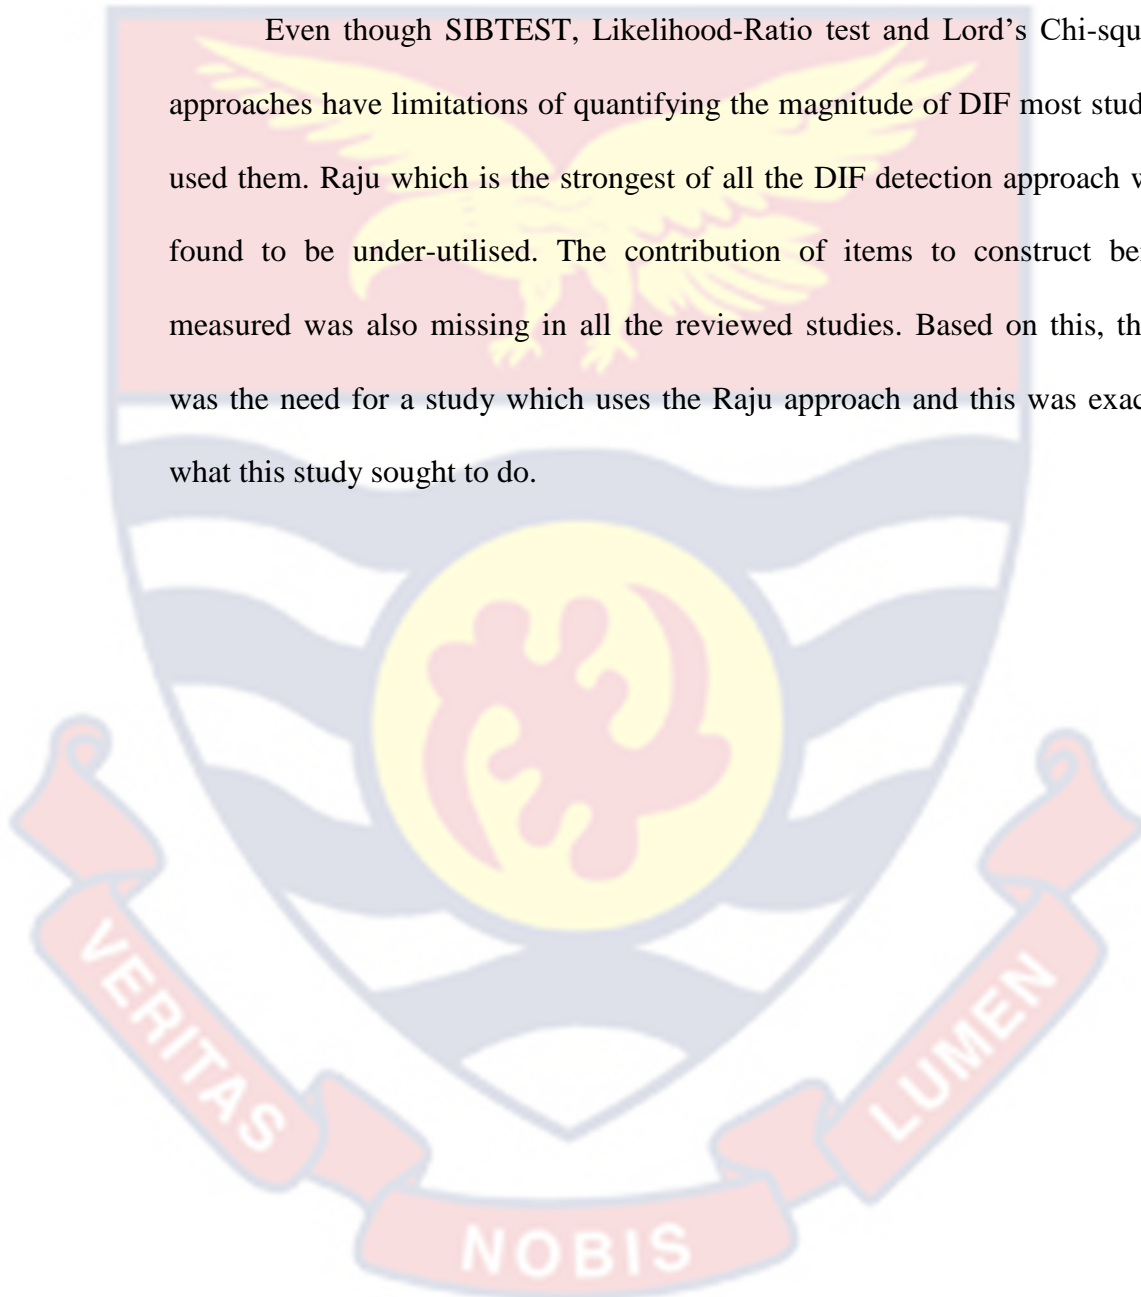 Even though SIBTEST, Likelihood-Ratio test and Lord's Chi-squ
approaches have limitations of quantifying the magnitude of DIF most stud
used them. Raju which is the strongest of all the DIF detection approach w
found to be under-utilised. The contribution of items to construct bei
measured was also missing in all the reviewed studies. Based on this, the
was the need for a study which uses the Raju approach and this was exac
what this study sought to do.
VERITAS
NOBIS
LUMEN